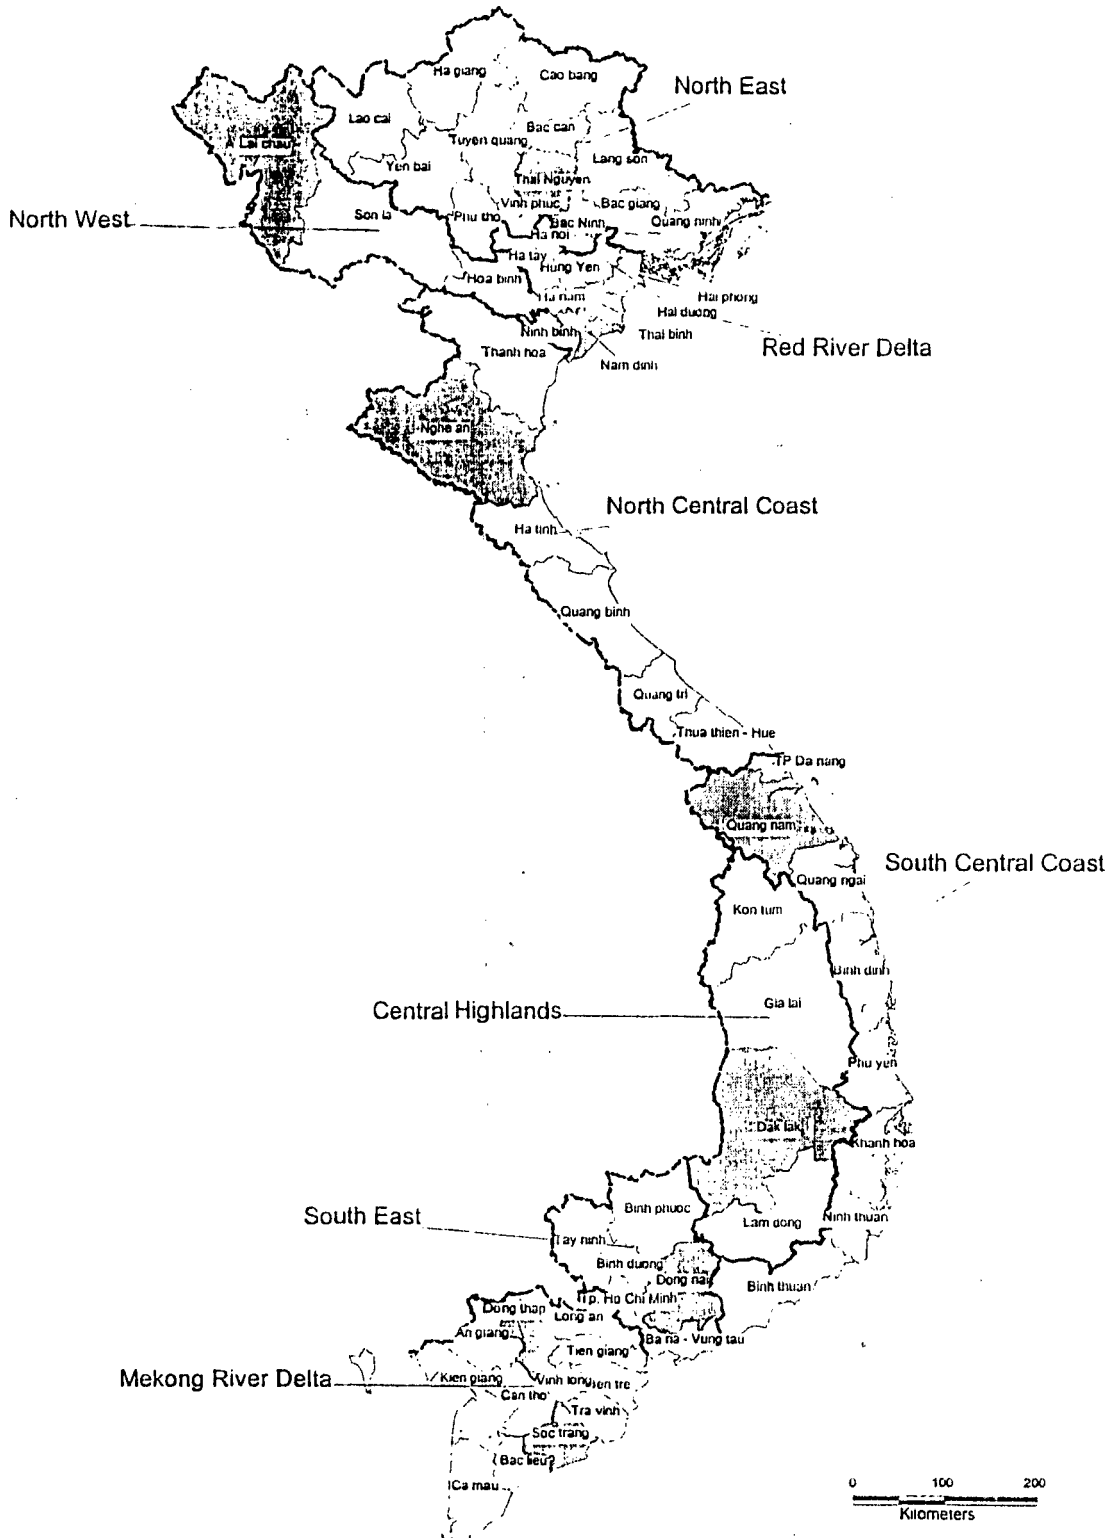 Ha giang
Cao bang
North East
Lao cai
Bac can
Tuyen quang
Lai chau
Lang son
Yen bai
Thai Nguyen
Vinh phuc
Bac giang
North West
Son la
Phu tho
Bac Ninh
Quang ninh
Ha noi
Ha tay
Hung Yen
Hoa binh
Ha nam
Hai phong
Hai duong
Ninh binh
Thai binh
Red River Delta
Thanh hoa
Nam dinh
Nghe an
North Central Coast
Ha tinh
Quang binh
Quang tri
Thua thien - Hue
TP Da nang
Quang nam
South Central Coast
Quang ngai
Kon tum
Binh dinh
Gia lai
Central Highlands
Phu yen
Dak lak
Khanh hoa
Binh phuoc
South East
Lam dong
Ninh thuan
Tay ninh
Binh duong
Dong nai
Binh thuan
Tp. Ho Chi Minh
Dong thap
Long an
An giang
Ba ria - Vung tau
Tien giang
Mekong River Delta
Kien giang
Vinh long
Ben tre
Can tho
Tra vinh
Soc trang
Bac lieu
Ca mau
0 100 200
Kilometers